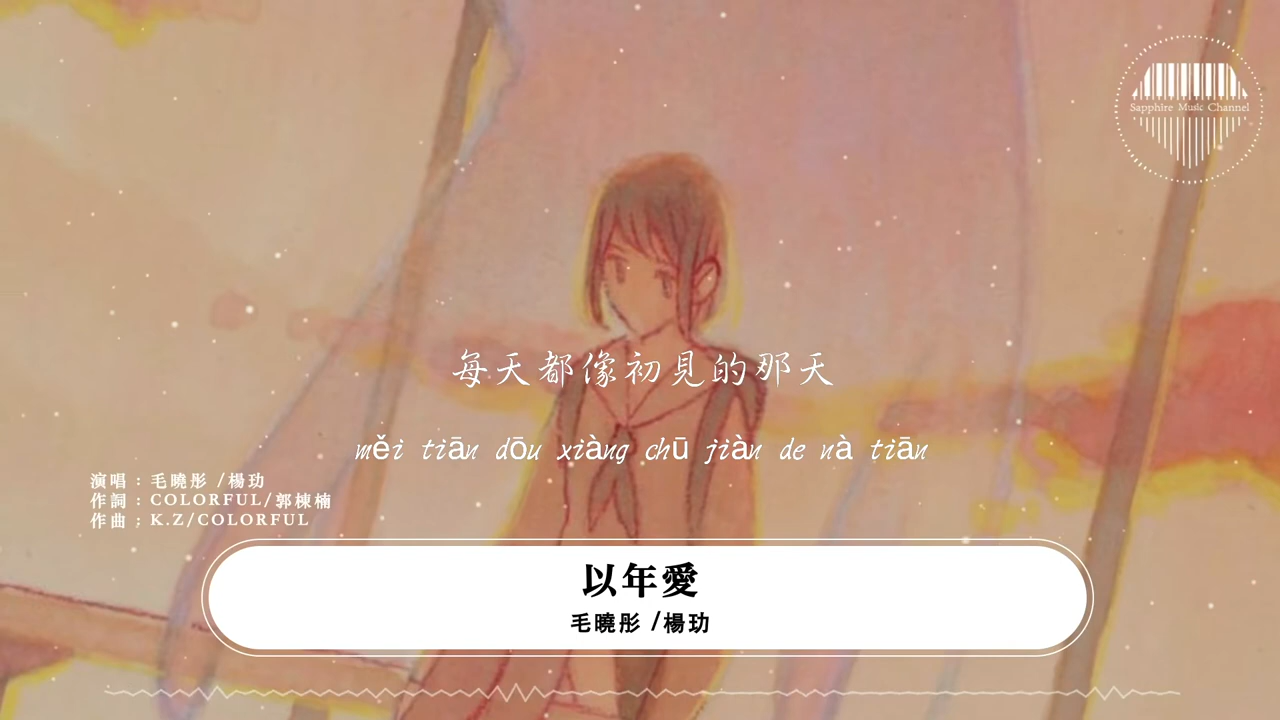 Sapphire Music Channel
每天都像初見的那天
měi tiān dōu xiàng chū jiàn de nà tiān
演唱：毛曉彤 /楊玏
作詞：COLORFUL/郭棟楠
作曲：K.Z/COLORFUL
以年愛
毛曉彤 /楊玏